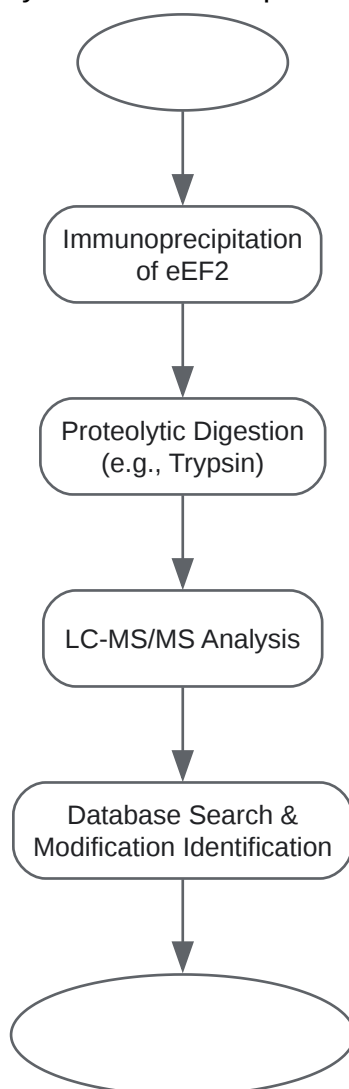 Immunoprecipitation
of eEF2
Proteolytic Digestion
(e.g., Trypsin)
LC-MS/MS Analysis
Database Search &
Modification Identification